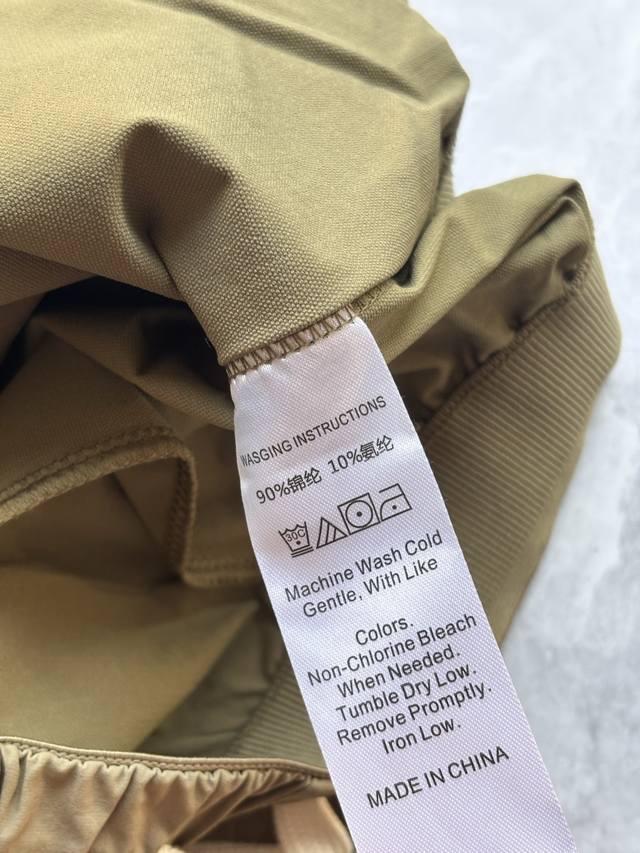 WASGING INSTRUCTIONS
90%锦纶 10%氨纶
30C
Machine Wash Cold
Gentle, With Like
Colors.
Non-Chlorine Bleach
When Needed.
Tumble Dry Low.
Remove Promptly.
Iron Low.
MADE IN CHINA